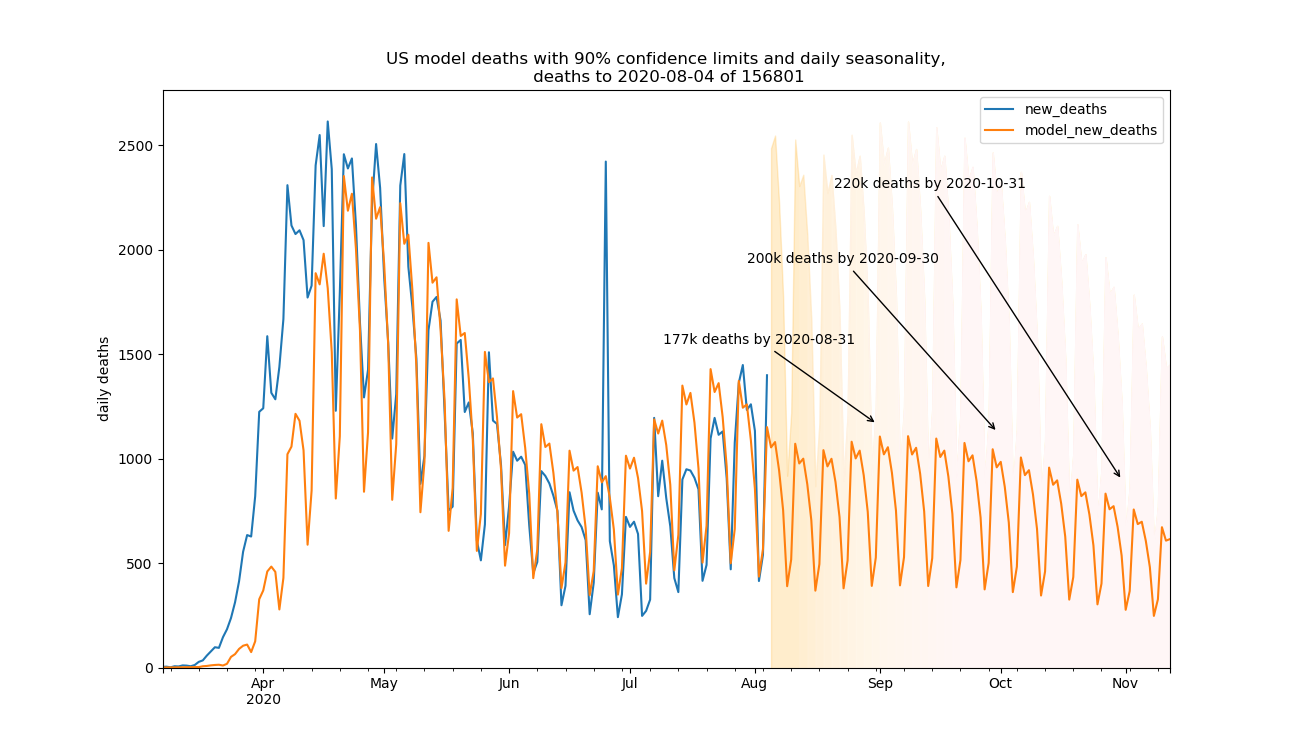 US model deaths with 90% confidence limits and daily seasonality,
deaths to 2020-08-04 of 156801
new_deaths
model_new_deaths
220k deaths by 2020-10-31
200k deaths by 2020-09-30
177k deaths by 2020-08-31
daily deaths
2500
2000
1500
1000
500
0
Apr
2020
May
Jun
Jul
Aug
Sep
Oct
Nov